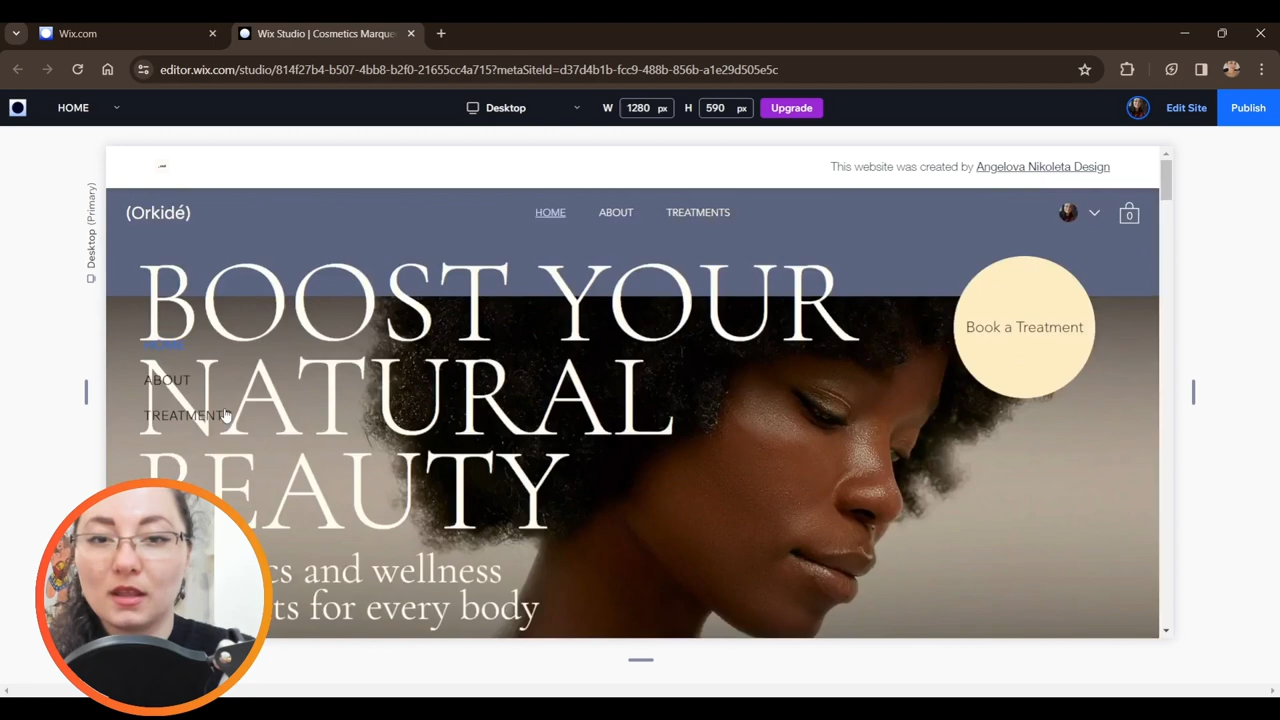 Wix.com
Wix Studio | Cosmetics Marque
editor.wix.com/studio/814f27b4-b507-4bb8-b2f0-21655cc4a715?metaSiteId=d37d4b1b-fcc9-488b-856b-a1e29d505e5c
HOME
Desktop
W 1280 px H 590 px
Upgrade
Edit Site
Publish
Desktop (Primary)
This website was created by Angelova Nikoleta Design
(Orkidé)
HOME ABOUT TREATMENTS
0
BOOST YOUR
NATURAL
BEAUTY
Book a Treatment
HOME
ABOUT
TREATMENTS
cs and wellness
ts for every body